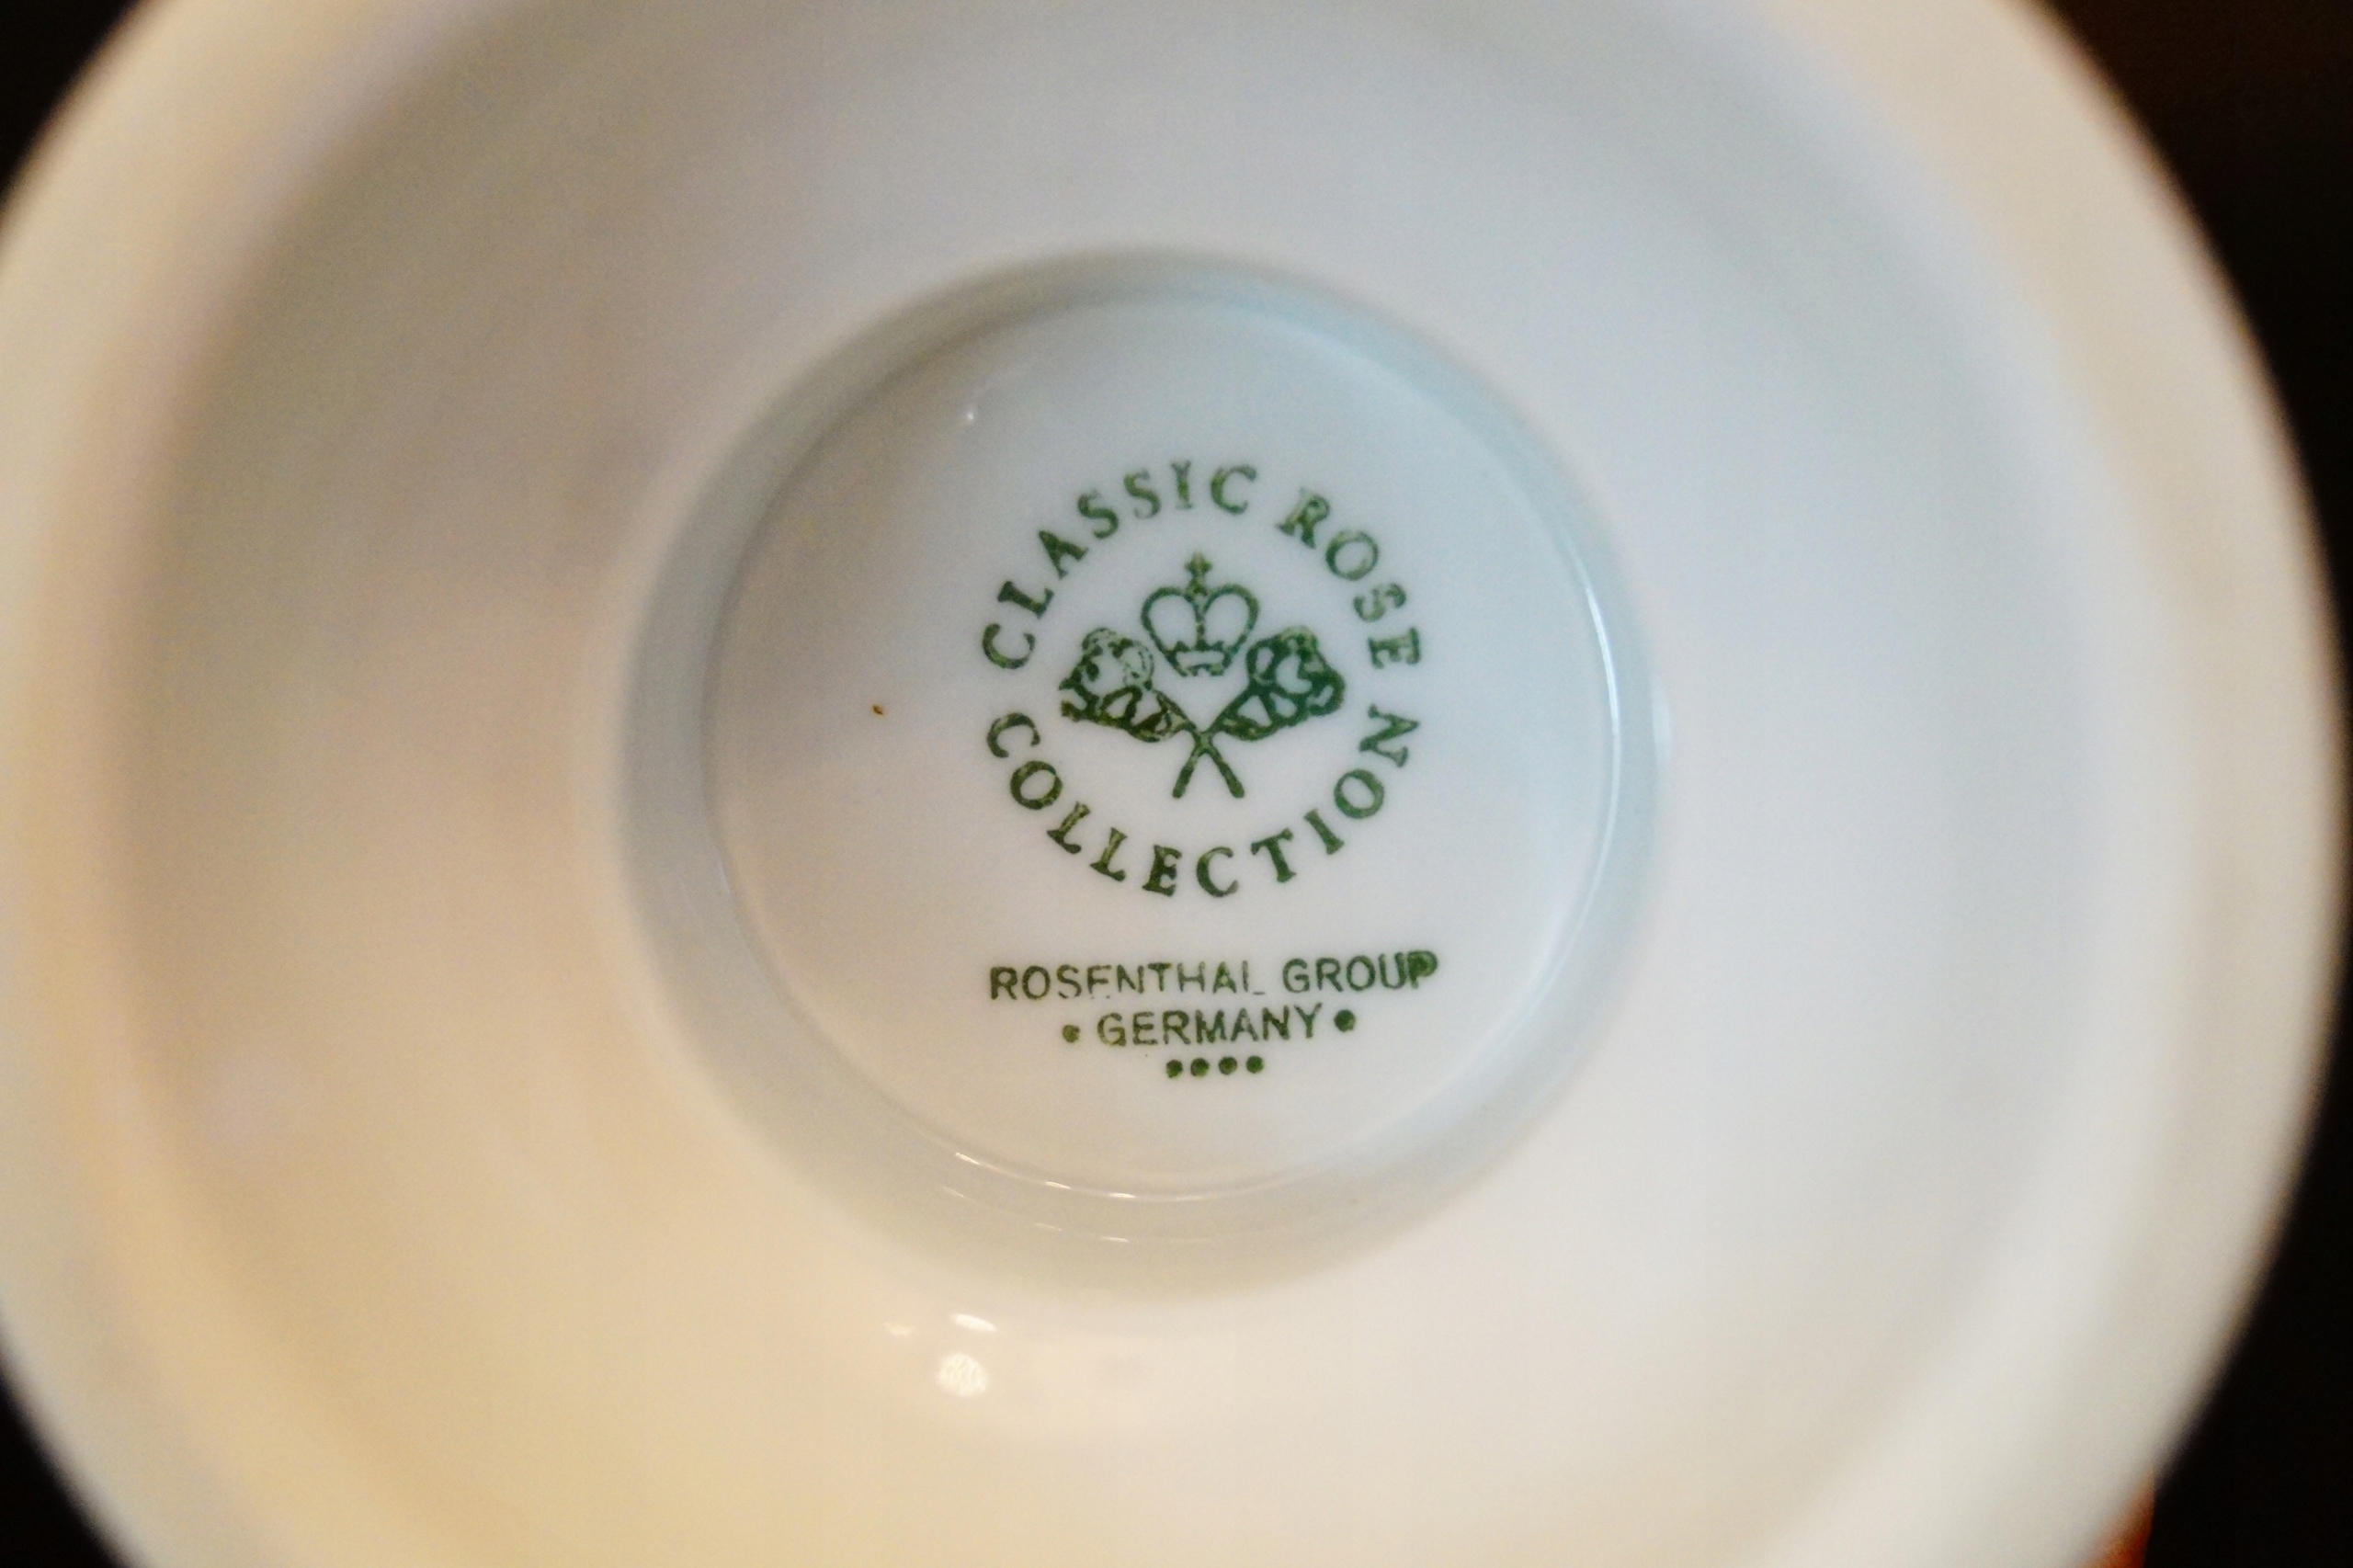 CLASSIC ROSE
COLLECTION
ROSENTHAL GROUP
• GERMANY •
••••